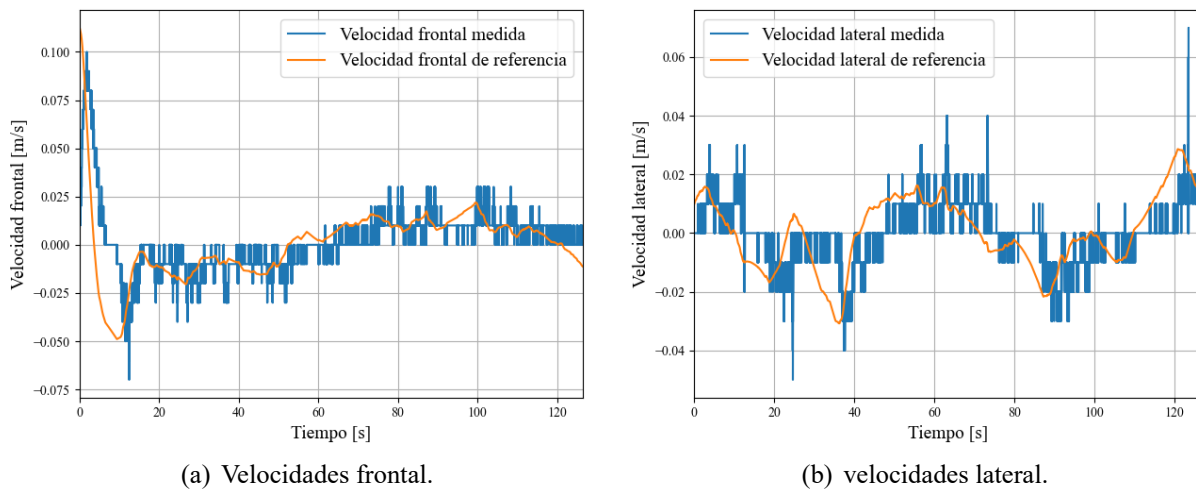 Velocidad frontal medida
Velocidad frontal de referencia
0.100
0.075
0.050
0.025
0.000
−0.025
−0.050
−0.075
Velocidad frontal [m/s]
0 20 40 60 80 100 120
Tiempo [s]
(a) Velocidades frontal.
Velocidad lateral medida
Velocidad lateral de referencia
0.06
0.04
0.02
0.00
−0.02
−0.04
Velocidad lateral [m/s]
0 20 40 60 80 100 120
Tiempo [s]
(b) velocidades lateral.